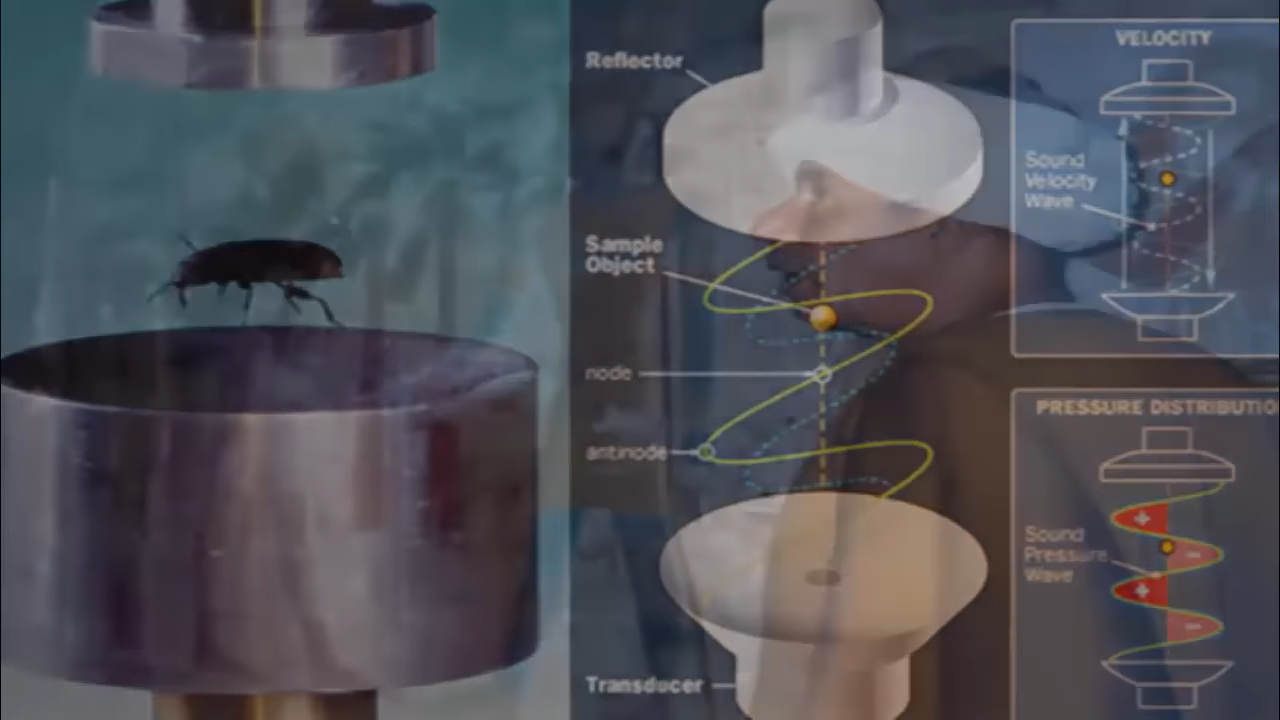 Reflector
Sample
Object
node
antinode
Transducer
VELOCITY
Sound
Velocity
Wave
PRESSURE DISTRIBUTIO
+
Sound
Pressure
Wave
-
+
-